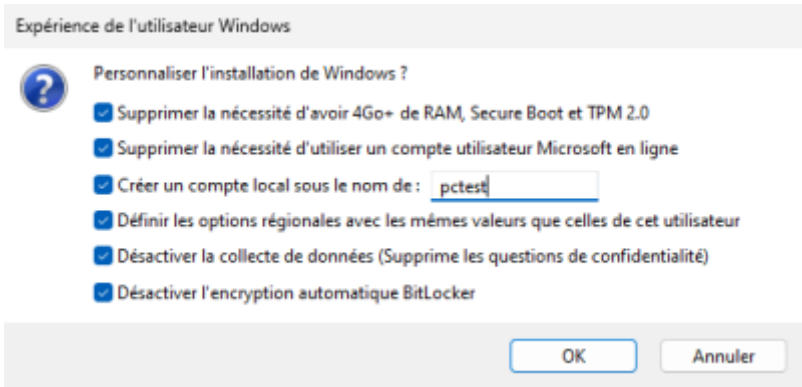 Expérience de l'utilisateur Windows
Personnaliser l'installation de Windows ?
Supprimer la nécessité d'avoir 4Go+ de RAM, Secure Boot et TPM 2.0
Supprimer la nécessité d'utiliser un compte utilisateur Microsoft en ligne
Créer un compte local sous le nom de : pctest
Définir les options régionales avec les mêmes valeurs que celles de cet utilisateur
Désactiver la collecte de données (Supprime les questions de confidentialité)
Désactiver l'encryption automatique BitLocker
OK Annuler